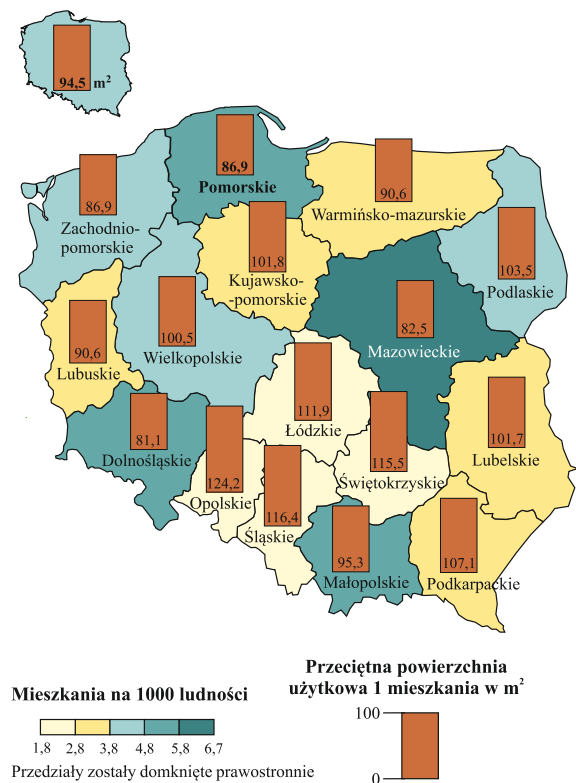 94,5 m²
86,9
Pomorskie
90,6
Warmińsko-mazurskie
86,9
Zachodnio-
pomorskie
101,8
Kujawsko-
-pomorskie
103,5
Podlaskie
100,5
Wielkopolskie
82,5
Mazowieckie
90,6
Lubuskie
111,9
Łódzkie
81,1
Dolnośląskie
101,7
Lubelskie
115,5
Świętokrzyskie
124,2
Opolskie
116,4
Śląskie
95,3
Małopolskie
107,1
Podkarpackie
Mieszkania na 1000 ludności
1,8 2,8 3,8 4,8 5,8 6,7
Przedziały zostały domknięte prawostronnie
Przeciętna powierzchnia
użytkowa 1 mieszkania w m²
100
0